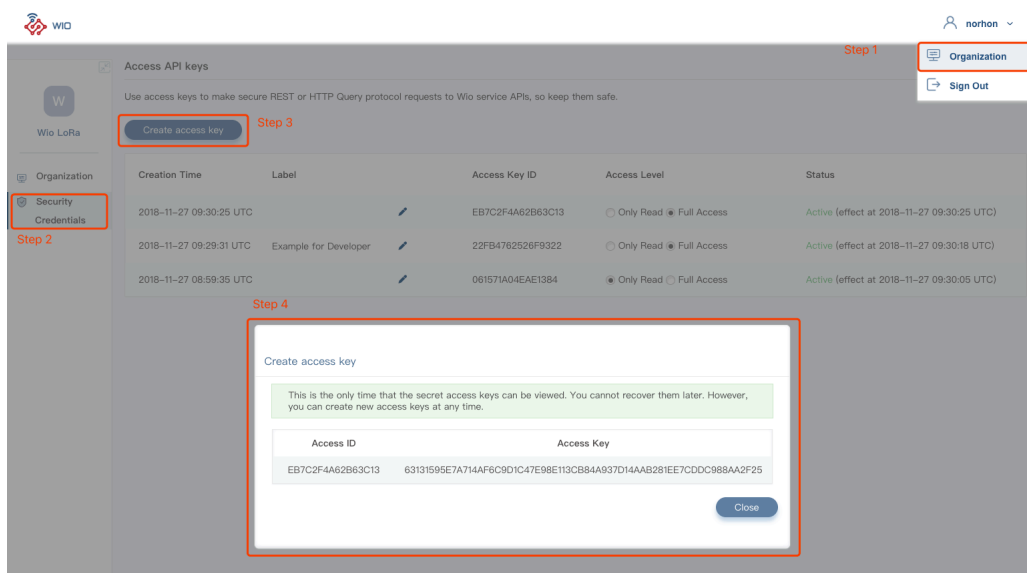 WIO
norhon
Step 1
Organization
Sign Out
Access API keys
Use access keys to make secure REST or HTTP Query protocol requests to Wio service APIs, so keep them safe.
W
Wio LoRa
Create access key
Step 3
Organization
Security
Credentials
Step 2
Creation Time Label Access Key ID Access Level Status
2018-11-27 09:30:25 UTC EB7C2F4A62B63C13 Only Read Full Access Active (effect at 2018-11-27 09:30:25 UTC)
2018-11-27 09:29:31 UTC Example for Developer 22FB4762526F9322 Only Read Full Access Active (effect at 2018-11-27 09:30:18 UTC)
2018-11-27 08:59:35 UTC 061571A04EAE1384 Only Read Full Access Active (effect at 2018-11-27 09:30:05 UTC)
Step 4
Create access key
This is the only time that the secret access keys can be viewed. You cannot recover them later. However,
you can create new access keys at any time.
Access ID Access Key
EB7C2F4A62B63C13 63131595E7A714AF6C9D1C47E98E113CB84A937D14AAB281EE7CDDC988AA2F25
Close